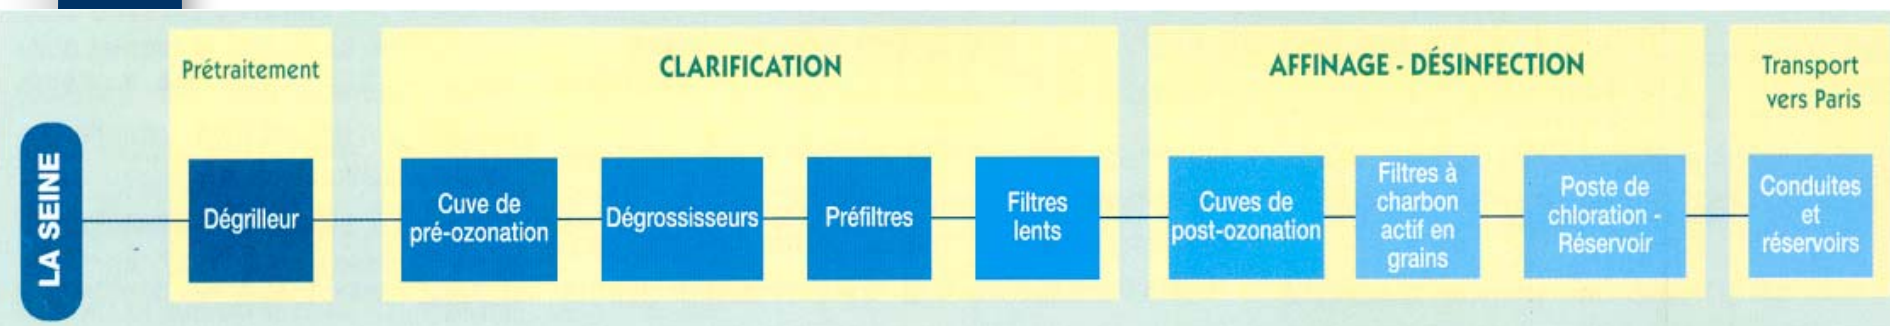 LA SEINE
Prétraitement
Dégrilleur
CLARIFICATION
Cuve de
pré-ozonation
Dégrossisseurs
Préfiltres
Filtres
lents
AFFINAGE - DÉSINFECTION
Cuves de
post-ozonation
Filtres à
charbon
actif en
grains
Poste de
chloration -
Réservoir
Transport
vers Paris
Conduites
et
réservoirs